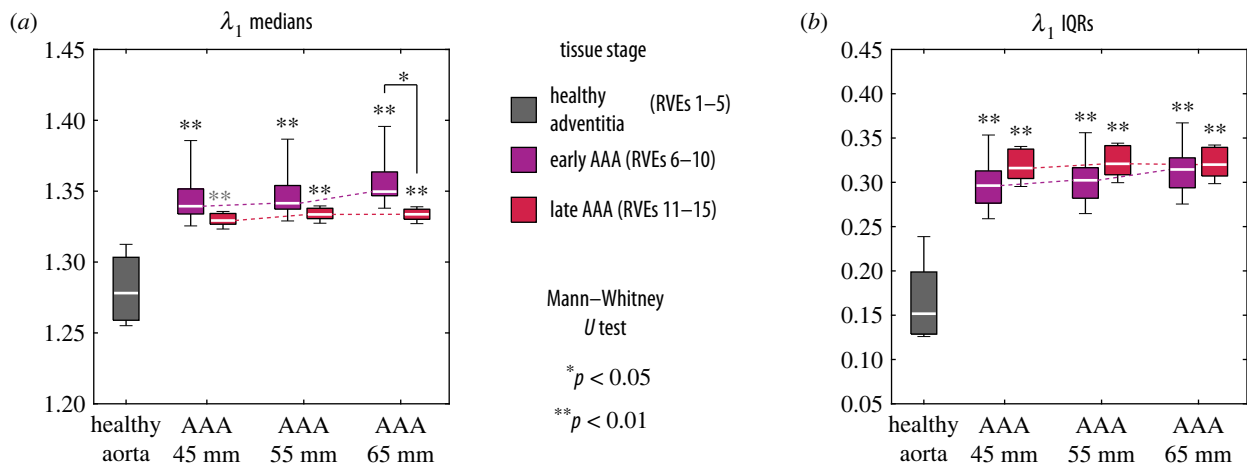 (a)
λ1 medians
1.45
1.40
1.35
1.30
1.25
1.20
**
**
**
**
**
*
**
healthy aorta
AAA 45 mm
AAA 55 mm
AAA 65 mm
tissue stage
healthy adventitia (RVEs 1–5)
early AAA (RVEs 6–10)
late AAA (RVEs 11–15)
Mann–Whitney
U test
*p < 0.05
**p < 0.01
(b)
λ1 IQRs
0.45
0.40
0.35
0.30
0.25
0.20
0.15
0.10
0.05
**
**
**
**
**
**
healthy aorta
AAA 45 mm
AAA 55 mm
AAA 65 mm